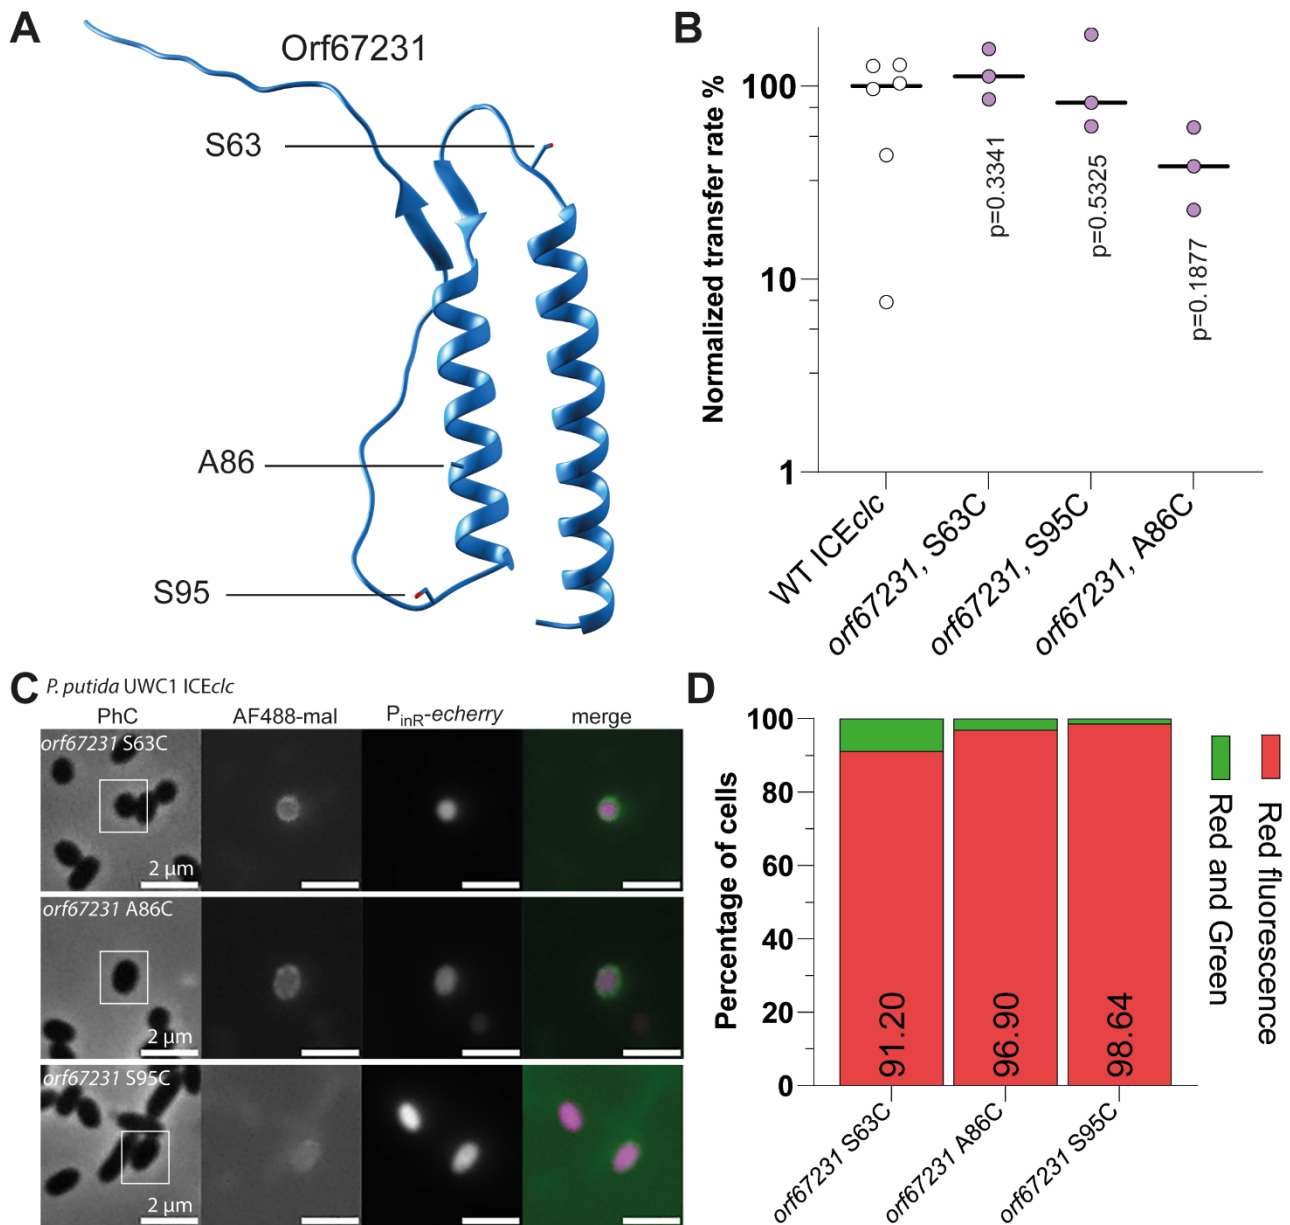 A
Orf67231
S63
A86
S95
B
Normalized transfer rate %
100
10
1
p=0.3341
p=0.5325
p=0.1877
WT ICEclc
orf67231, S63C
orf67231, S95C
orf67231, A86C
C
P. putida UWC1 ICEclc
PhC
AF488-mal
PinR-echerry
merge
orf67231 S63C
2 µm
orf67231 A86C
2 µm
orf67231 S95C
2 µm
D
Percentage of cells
100
80
60
40
20
0
91.20
96.90
98.64
orf67231 S63C
orf67231 A86C
orf67231 S95C
Red and Green
Red fluorescence